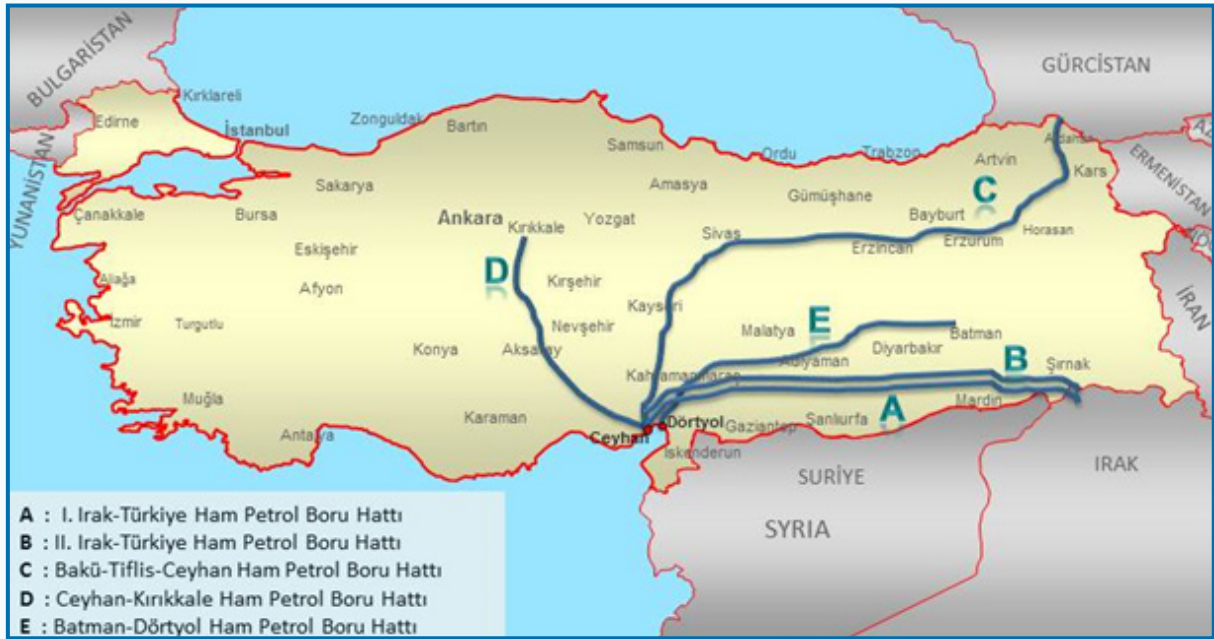 BULGARİSTAN
YUNANİSTAN
GÜRCİSTAN
ERMENİSTAN
İRAN
Kırklareli
Edirne
İstanbul
Zonguldak
Bartın
Samsun
Ordu
Trabzon
Artvin
Kars
Sakarya
Amasya
Gümüşhane
C
Çanakkale
Bursa
Ankara
Kırıkkale
Yozgat
Sivas
Bayburt
Erzincan
Erzurum
Horasan
Eskişehir
Aliağa
Afyon
D
Kırşehir
Kayseri
İzmir
Turgutlu
Nevşehir
Malatya
E
Batman
Konya
Aksaray
Adıyaman
Diyarbakır
B
Şırnak
Kahramanmaraş
Muğla
Karaman
A
Mardin
Antalya
Ceyhan
Dörtyol
Gaziantep
Şanlıurfa
İskenderun
SURİYE
SYRIA
IRAK
A : I. Irak-Türkiye Ham Petrol Boru Hattı
B : II. Irak-Türkiye Ham Petrol Boru Hattı
C : Bakü-Tiflis-Ceyhan Ham Petrol Boru Hattı
D : Ceyhan-Kırıkkale Ham Petrol Boru Hattı
E : Batman-Dörtyol Ham Petrol Boru Hattı